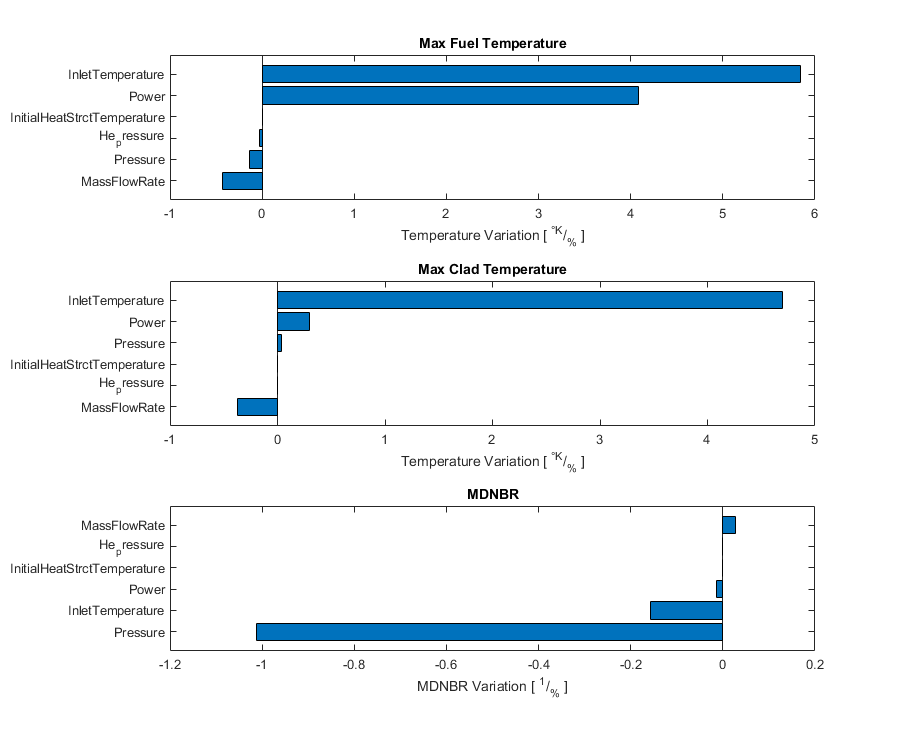 Max Fuel Temperature
InletTemperature
Power
InitialHeatStrctTemperature
He_pressure
Pressure
MassFlowRate
-1 0 1 2 3 4 5 6
Temperature Variation [ °K/% ]
Max Clad Temperature
InletTemperature
Power
Pressure
InitialHeatStrctTemperature
He_pressure
MassFlowRate
-1 0 1 2 3 4 5
Temperature Variation [ °K/% ]
MDNBR
MassFlowRate
He_pressure
InitialHeatStrctTemperature
Power
InletTemperature
Pressure
-1.2 -1 -0.8 -0.6 -0.4 -0.2 0 0.2
MDNBR Variation [ 1/% ]